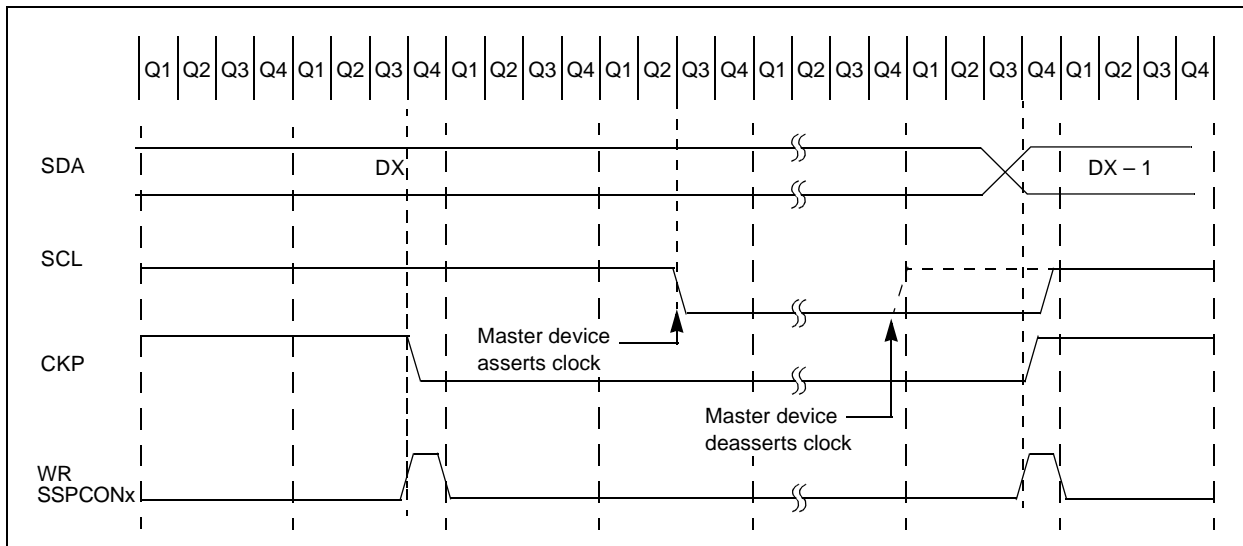 Q1 Q2 Q3 Q4 Q1 Q2 Q3 Q4 Q1 Q2 Q3 Q4 Q1 Q2 Q3 Q4 Q1 Q2 Q3 Q4 Q1 Q2 Q3 Q4 Q1 Q2 Q3 Q4
SDA
DX
DX – 1
SCL
Master device
asserts clock
CKP
Master device
deasserts clock
WR
SSPCONx